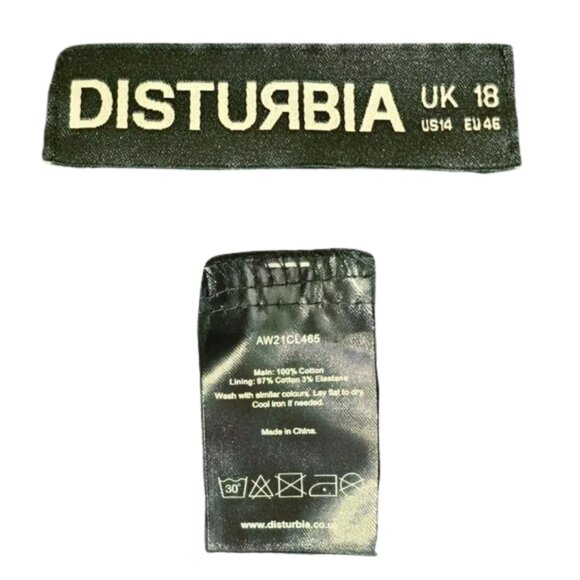 DISTURBIA
UK 18
US14 EU46
AW21CL465
Main: 100% Cotton
Lining: 97% Cotton 3% Elastane
Wash with similar colours. Lay flat to dry.
Cool iron if needed.
Made in China.
30°
www.disturbia.co.u